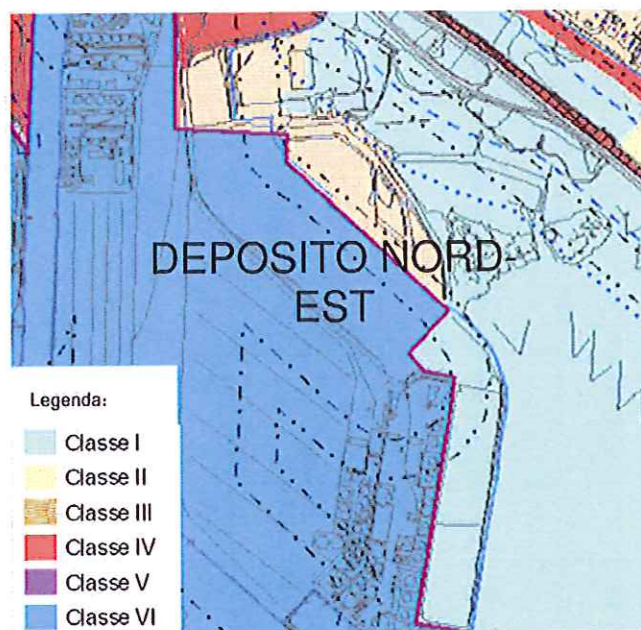 DEPOSITO NORD-
EST
Legenda:
Classe I
Classe II
Classe III
Classe IV
Classe V
Classe VI